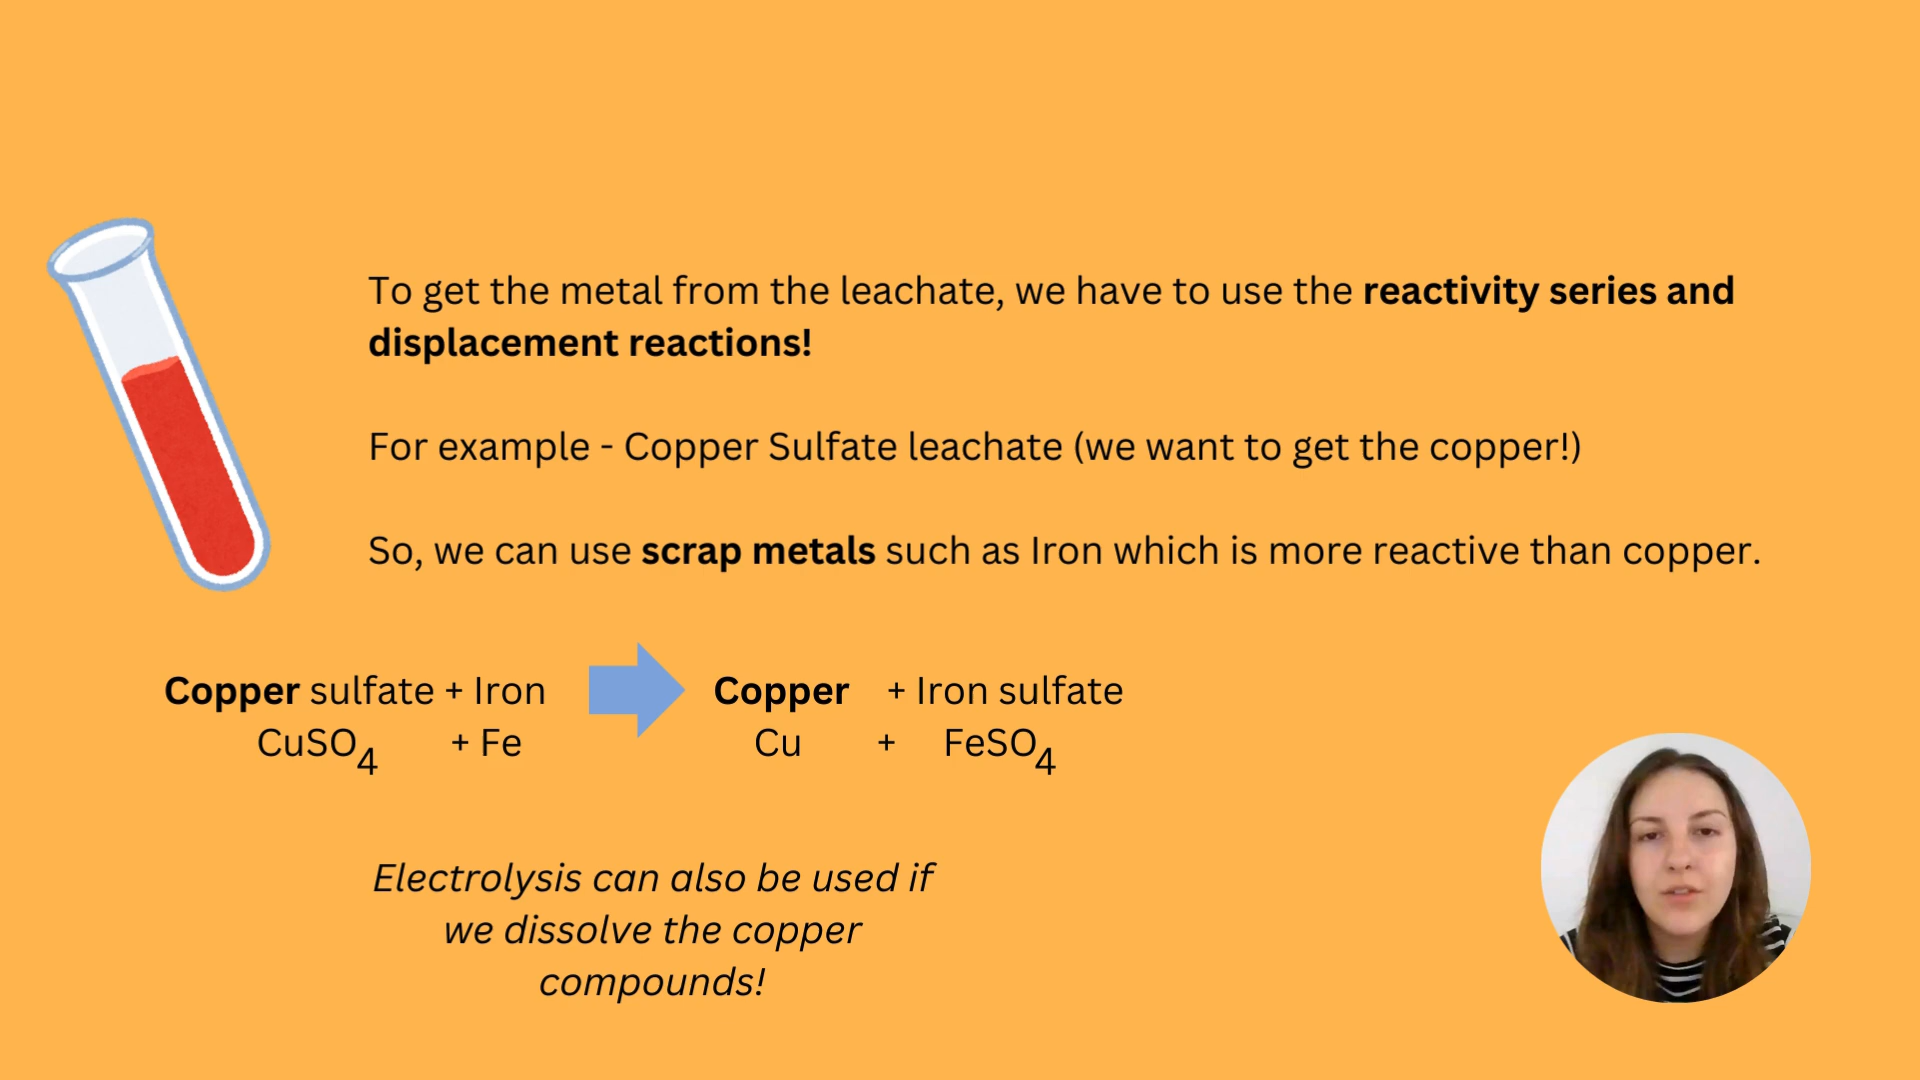 To get the metal from the leachate, we have to use the reactivity series and
displacement reactions!
For example - Copper Sulfate leachate (we want to get the copper!)
So, we can use scrap metals such as Iron which is more reactive than copper.
Copper sulfate + Iron Copper + Iron sulfate
CuSO4 + Fe Cu + FeSO4
Electrolysis can also be used if
we dissolve the copper
compounds!